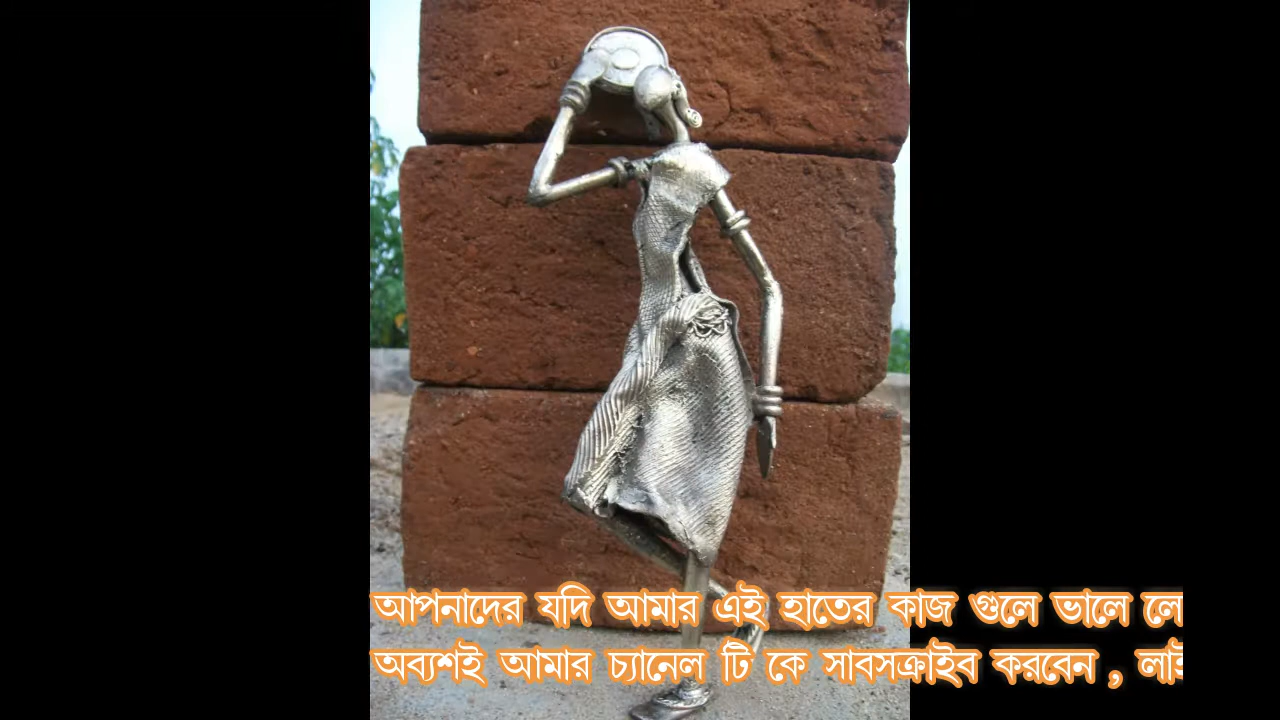 আপনাদের যদি আমার এই হাতের কাজ গুলে ভালে লে
অব্যশই আমার চ্যানেল টি কে সাবসক্রাইব করবেন , লাই